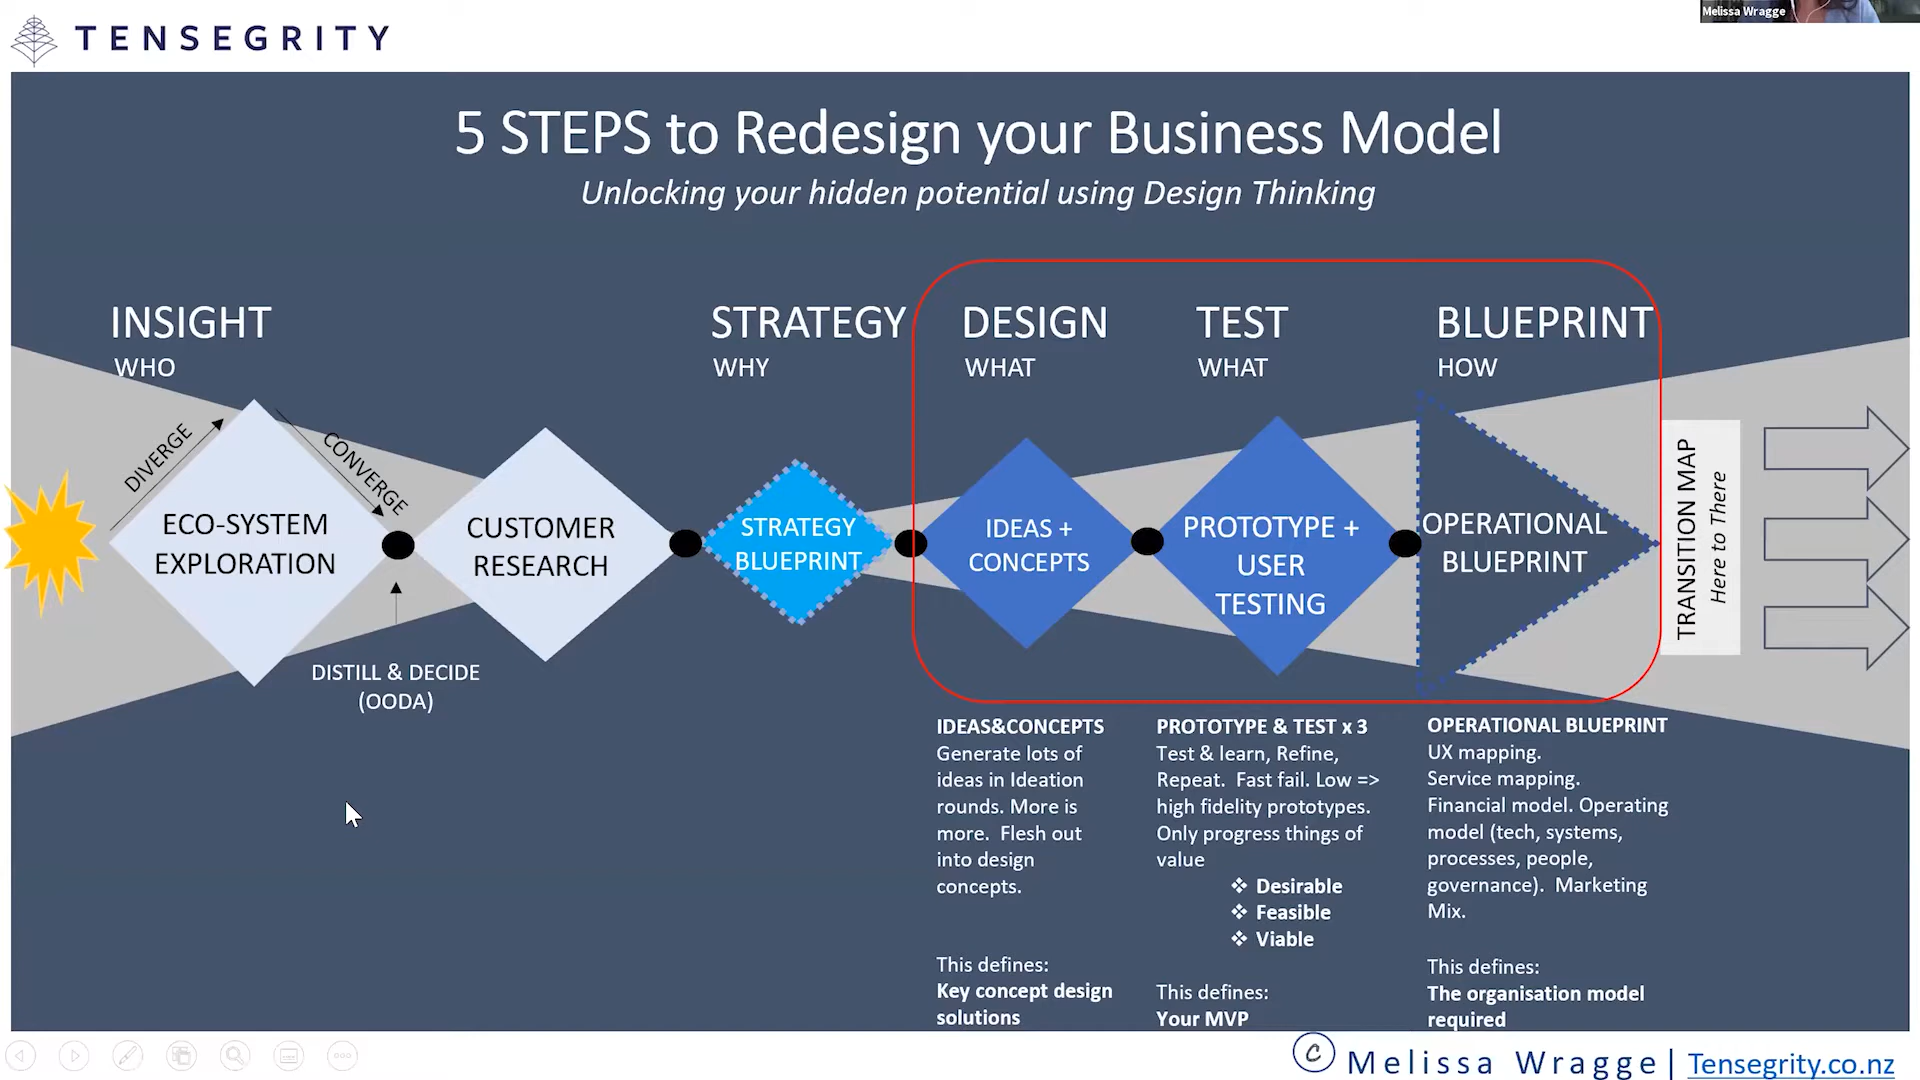 Melissa Wragge
TENSEGRITY
5 STEPS to Redesign your Business Model
Unlocking your hidden potential using Design Thinking
INSIGHT
WHO
STRATEGY
WHY
DESIGN
WHAT
TEST
WHAT
BLUEPRINT
HOW
DIVERGE
CONVERGE
ECO-SYSTEM
EXPLORATION
DISTILL & DECIDE
(OODA)
CUSTOMER
RESEARCH
STRATEGY
BLUEPRINT
IDEAS +
CONCEPTS
PROTOTYPE +
USER
TESTING
OPERATIONAL
BLUEPRINT
TRANSITION MAP
Here to There
IDEAS&CONCEPTS
Generate lots of
ideas in Ideation
rounds. More is
more.  Flesh out
into design
concepts.
This defines:
Key concept design
solutions
PROTOTYPE & TEST x 3
Test & learn, Refine,
Repeat.  Fast fail. Low =>
high fidelity prototypes.
Only progress things of
value
❖ Desirable
❖ Feasible
❖ Viable
This defines:
Your MVP
OPERATIONAL BLUEPRINT
UX mapping.
Service mapping.
Financial model. Operating
model (tech, systems,
processes, people,
governance).  Marketing
Mix.
This defines:
The organisation model
required
© Melissa Wragge| Tensegrity.co.nz